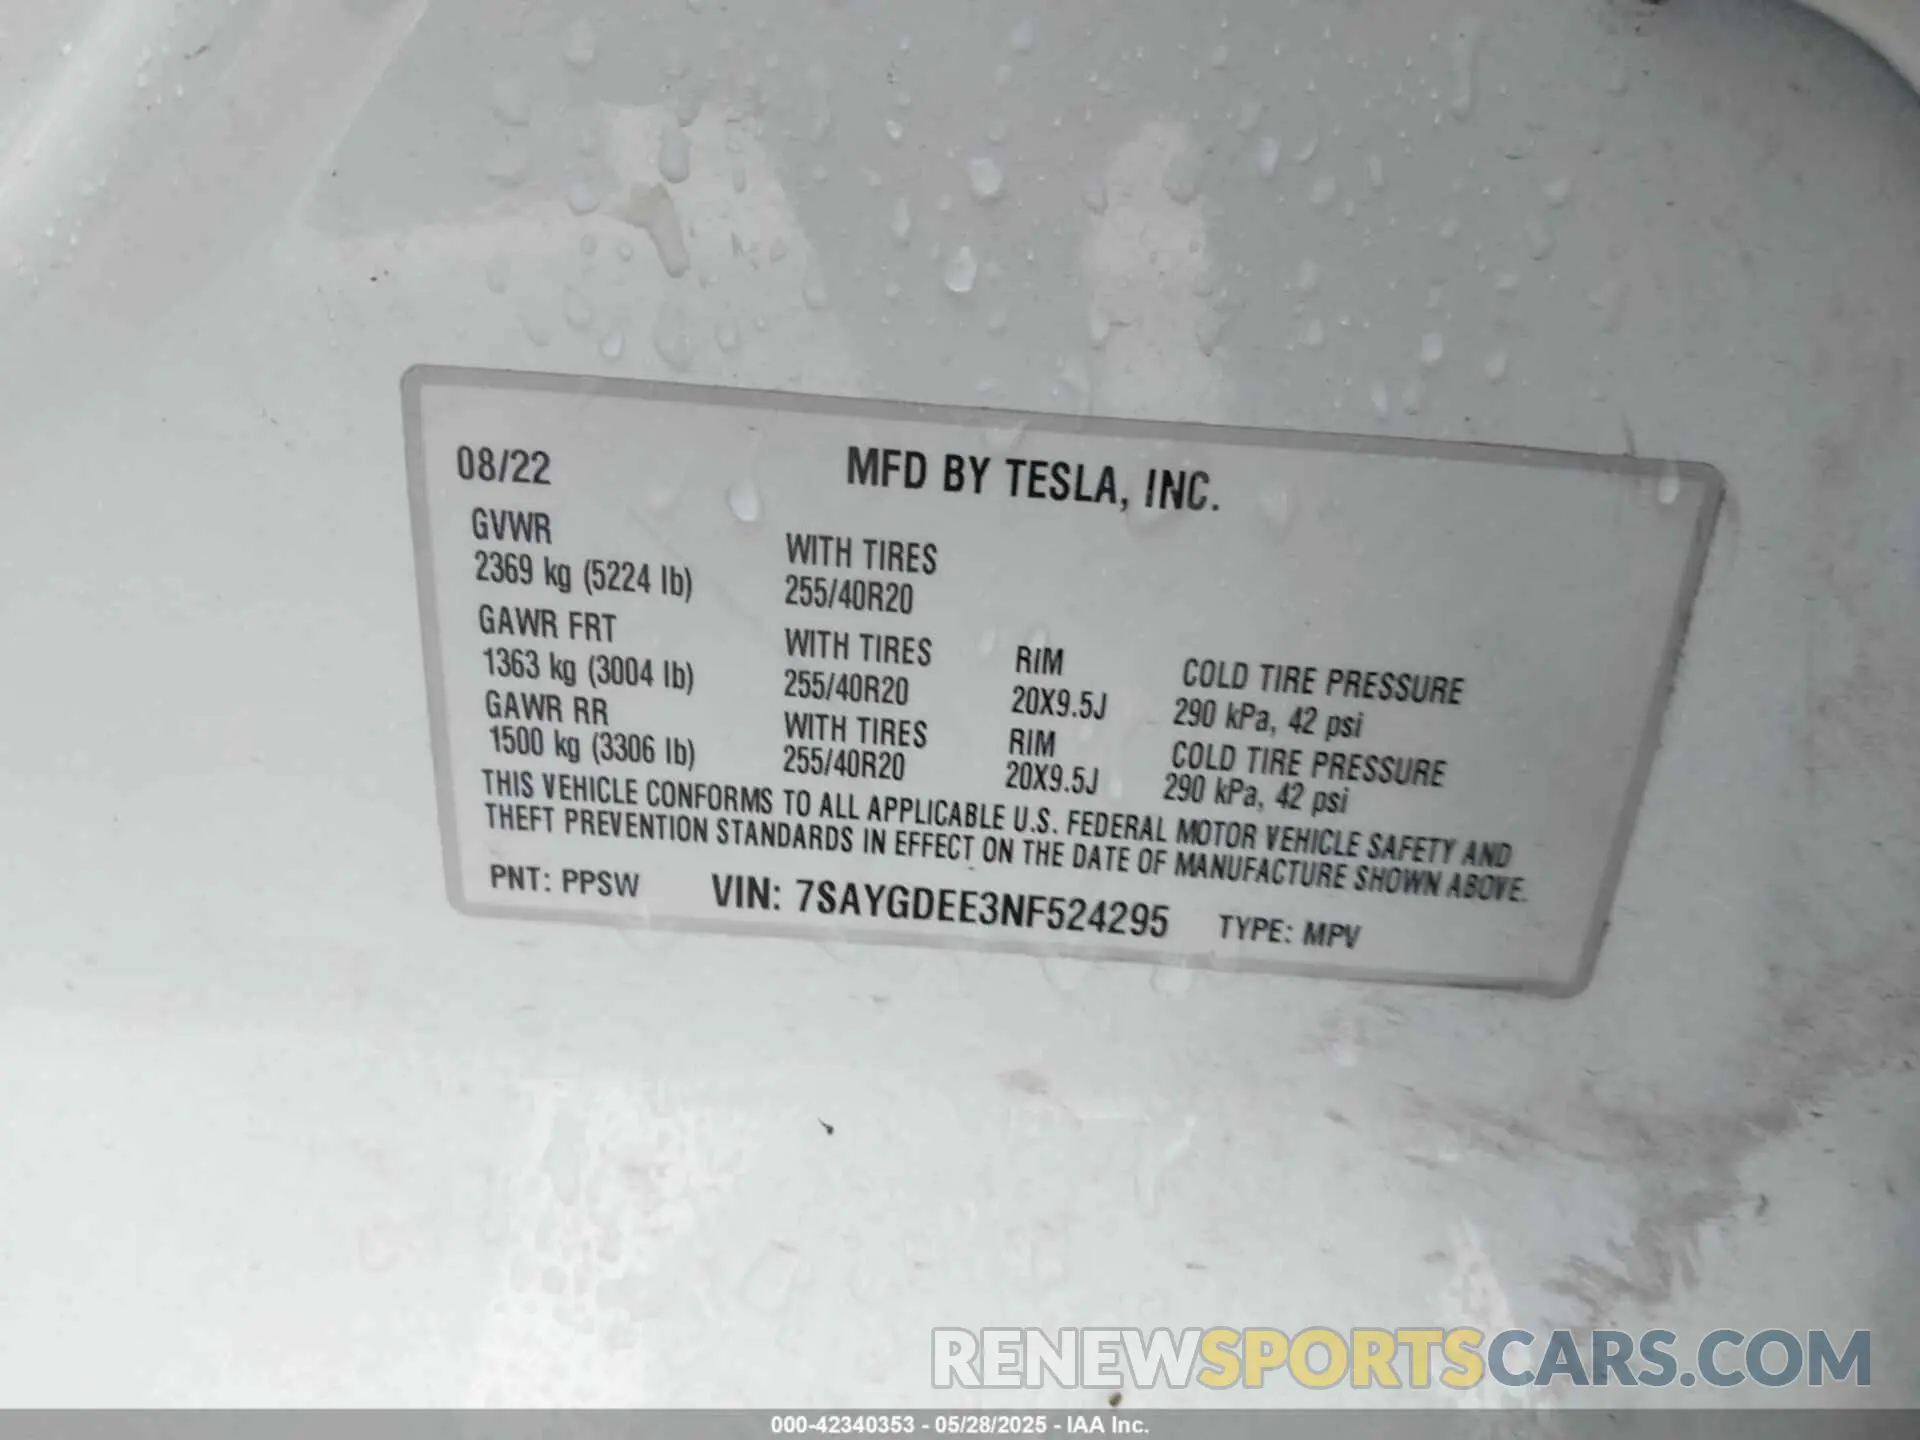 08/22 MFD BY TESLA, INC.
GVWR WITH TIRES
2369 kg (5224 lb) 255/40R20
GAWR FRT WITH TIRES RIM COLD TIRE PRESSURE
1363 kg (3004 lb) 255/40R20 20X9.5J 290 kPa, 42 psi
GAWR RR WITH TIRES RIM COLD TIRE PRESSURE
1500 kg (3306 lb) 255/40R20 20X9.5J 290 kPa, 42 psi
THIS VEHICLE CONFORMS TO ALL APPLICABLE U.S. FEDERAL MOTOR VEHICLE SAFETY AND
THEFT PREVENTION STANDARDS IN EFFECT ON THE DATE OF MANUFACTURE SHOWN ABOVE.
PNT: PPSW VIN: 7SAYGDEE3NF524295 TYPE: MPV
RENEWSPORTSCARS.COM
000-42340353 - 05/28/2025 - IAA Inc.